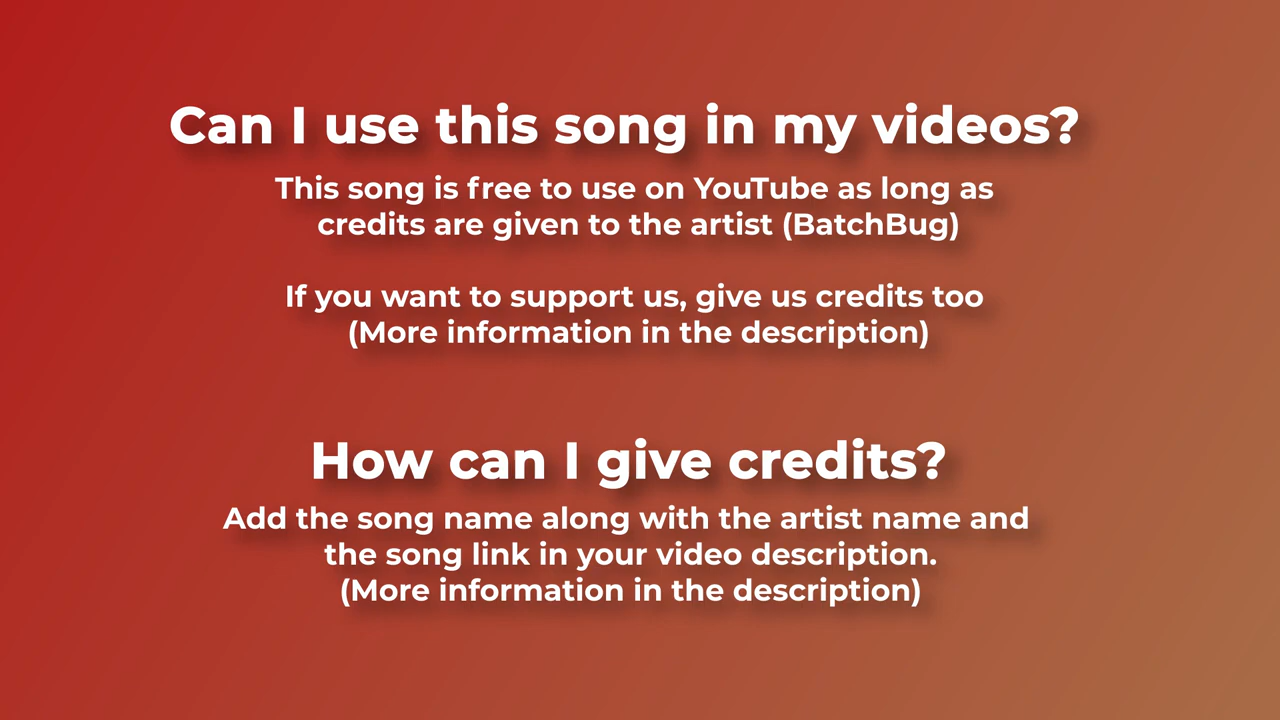 Can I use this song in my videos?
This song is free to use on YouTube as long as
credits are given to the artist (BatchBug)
If you want to support us, give us credits too
(More information in the description)
How can I give credits?
Add the song name along with the artist name and
the song link in your video description.
(More information in the description)